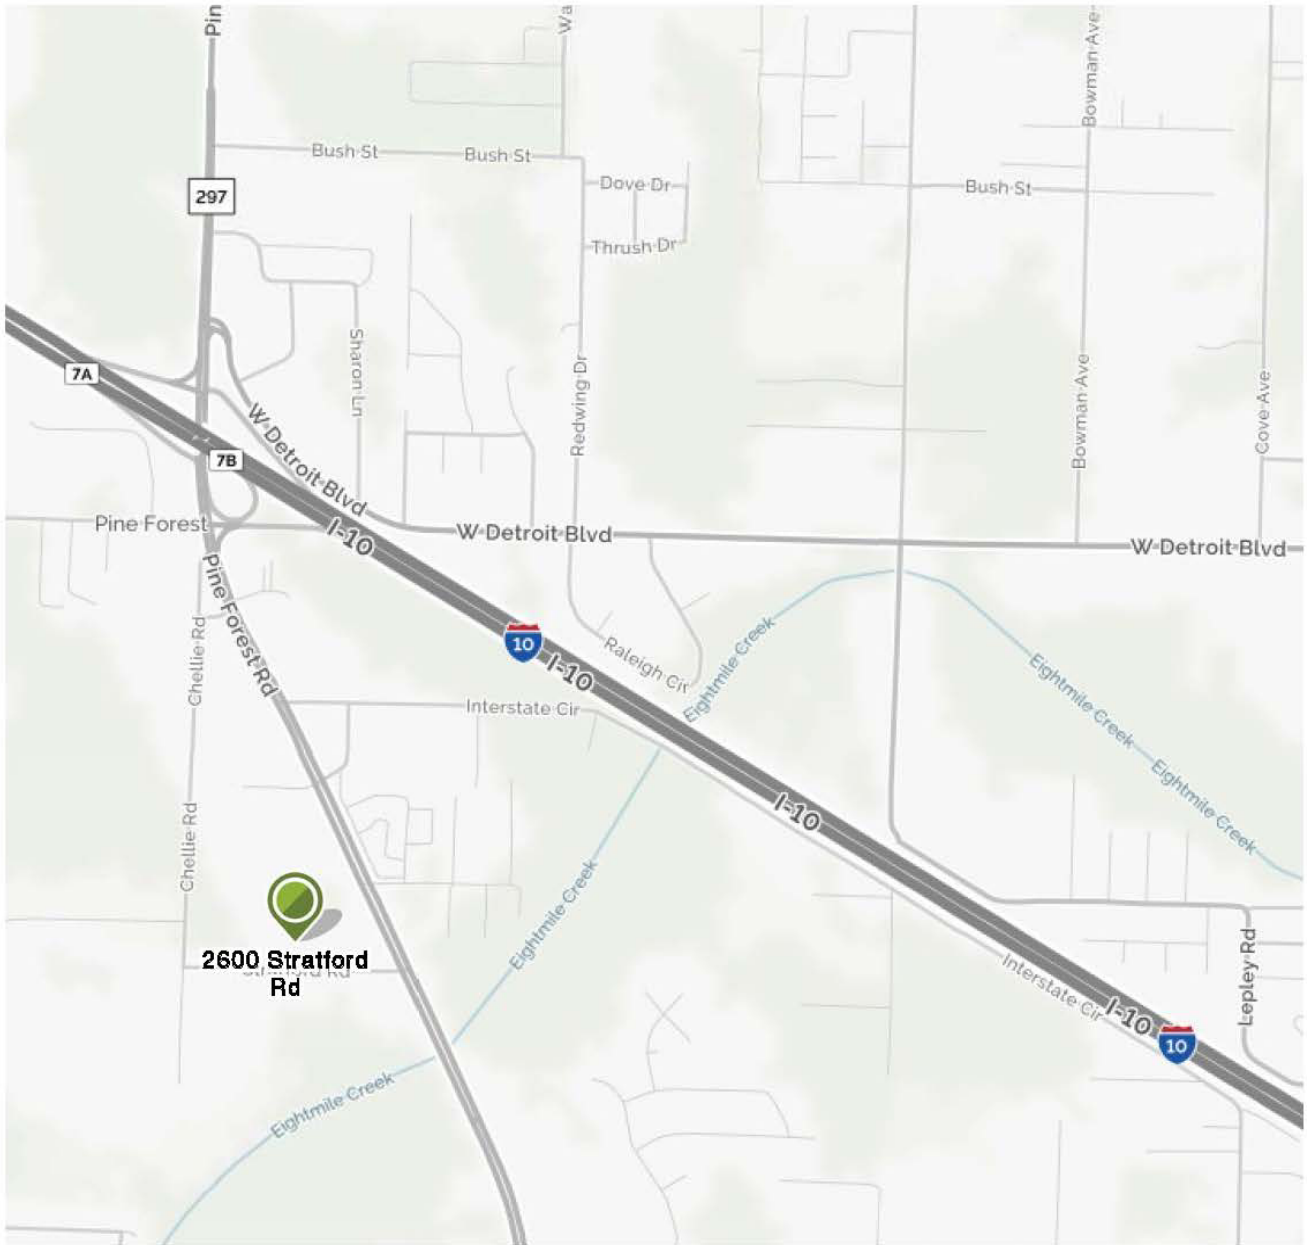 Pin
Wa
Bowman Ave
Bush St
Bush St
Dove Dr
Bush St
297
Thrush Dr
Sharon Ln
Redwing Dr
Bowman Ave
Cove Ave
7A
W Detroit Blvd
7B
Pine Forest
I-10
W Detroit Blvd
W Detroit Blvd
Pine Forest Rd
Chellie Rd
10
I-10
Raleigh Cir
Eightmile Creek
Eightmile Creek
Interstate Cir
Eightmile Creek
I-10
Chellie Rd
Eightmile Creek
2600 Stratford
Rd
Stratford Rd
Interstate Cir
I-10
Lepley Rd
10
Eightmile Creek